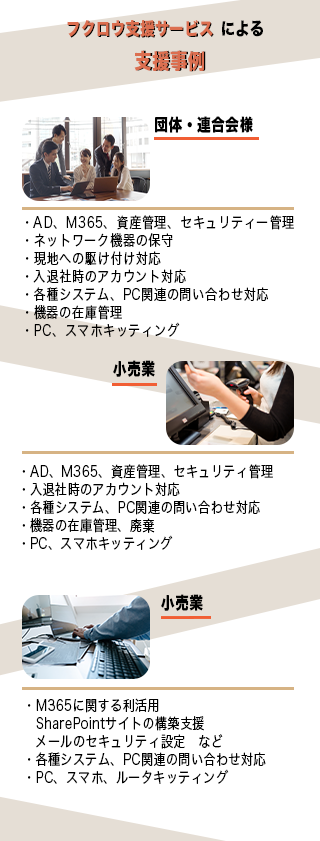 フクロウ支援サービス による
支援事例
団体・連合会様
・AD、M365、資産管理、セキュリティー管理
・ネットワーク機器の保守
・現地への駆け付け対応
・入退社時のアカウント対応
・各種システム、PC関連の問い合わせ対応
・機器の在庫管理
・PC、スマホキッティング
小売業
・AD、M365、資産管理、セキュリティ管理
・入退社時のアカウント対応
・各種システム、PC関連の問い合わせ対応
・機器の在庫管理、廃棄
・PC、スマホキッティング
小売業
・M365に関する利活用
SharePointサイトの構築支援
メールのセキュリティ設定　など
・各種システム、PC関連の問い合わせ対応
・PC、スマホ、ルータキッティング